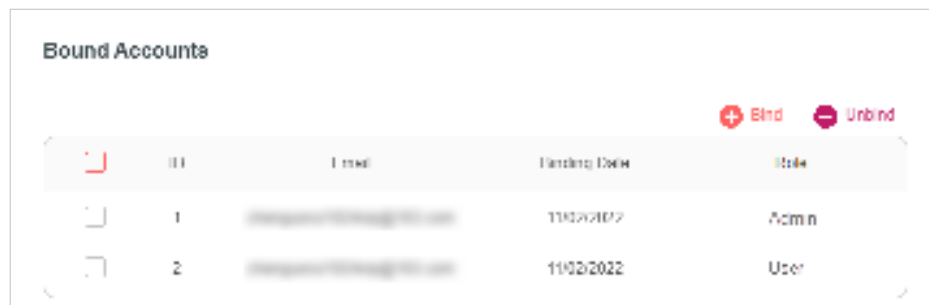 Bound Accounts
Bind Unbind
ID Email Binding Date Role
1 11/02/2022 Admin
2 11/02/2022 User